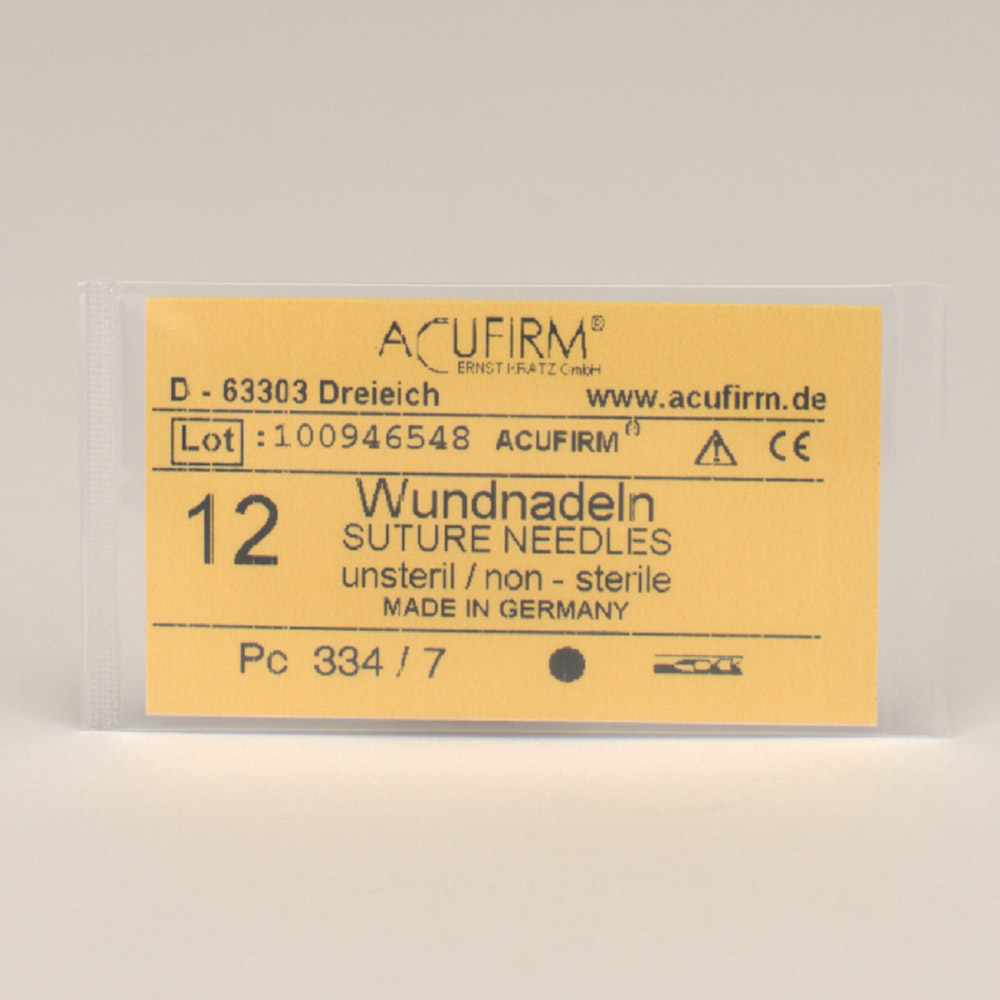 ACUFIRM®
ERNST KRATZ GmbH
D - 63303 Dreieich www.acufirm.de
Lot :100946548 ACUFIRM® CE
12 Wundnadeln
SUTURE NEEDLES
unsteril / non - sterile
MADE IN GERMANY
Pc 334 / 7